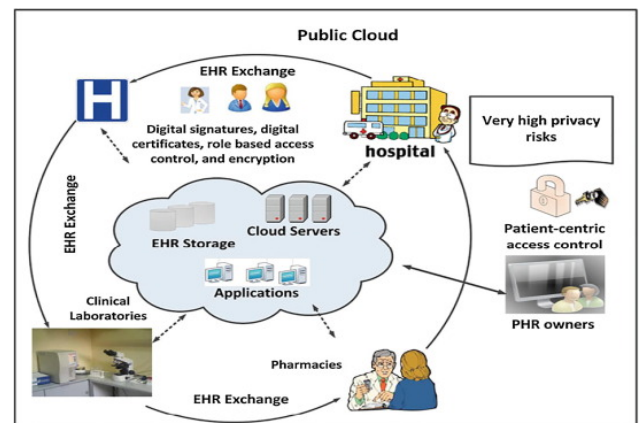 Public Cloud
EHR Exchange
H
Digital signatures, digital
certificates, role based access
control, and encryption
hospital
Very high privacy
risks
EHR Exchange
EHR Storage
Cloud Servers
Patient-centric
access control
Applications
Clinical
Laboratories
PHR owners
Pharmacies
EHR Exchange